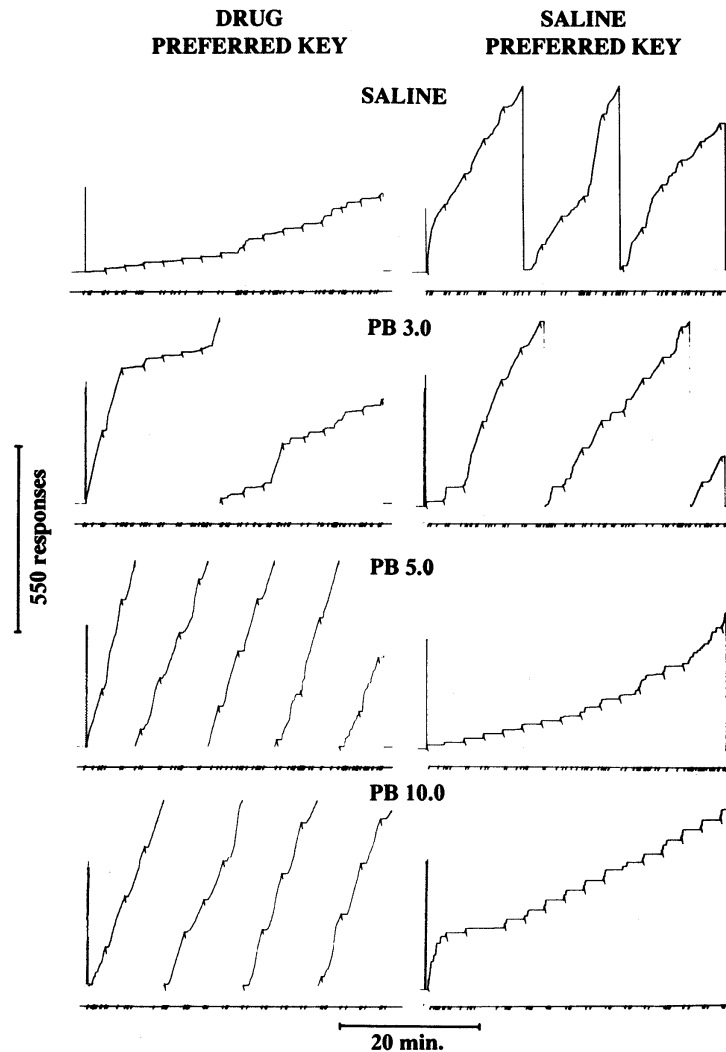 DRUG
PREFERRED KEY
SALINE
PREFERRED KEY
SALINE
PB 3.0
550 responses
PB 5.0
PB 10.0
20 min.